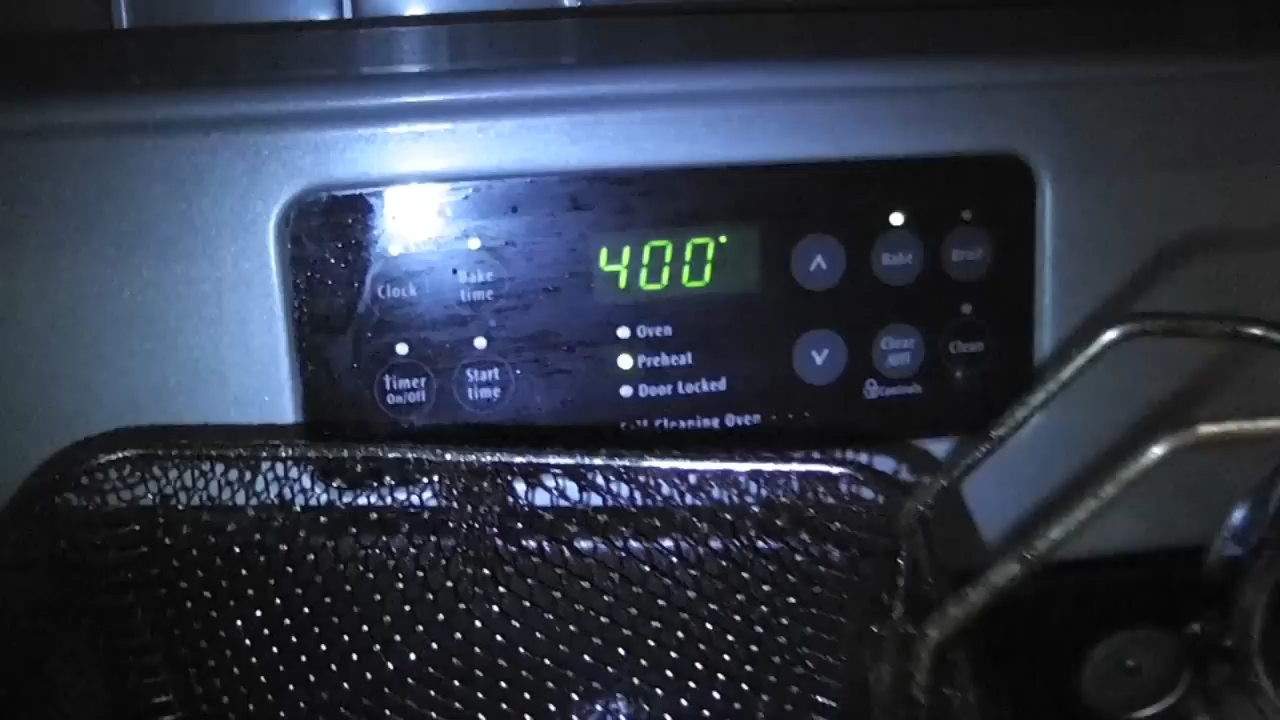 400°
Clock
Bake
time
Timer
On/Off
Start
time
Oven
Preheat
Door Locked
Self Cleaning Oven
Bake
Broil
Clear
/Off
Clean
Controls